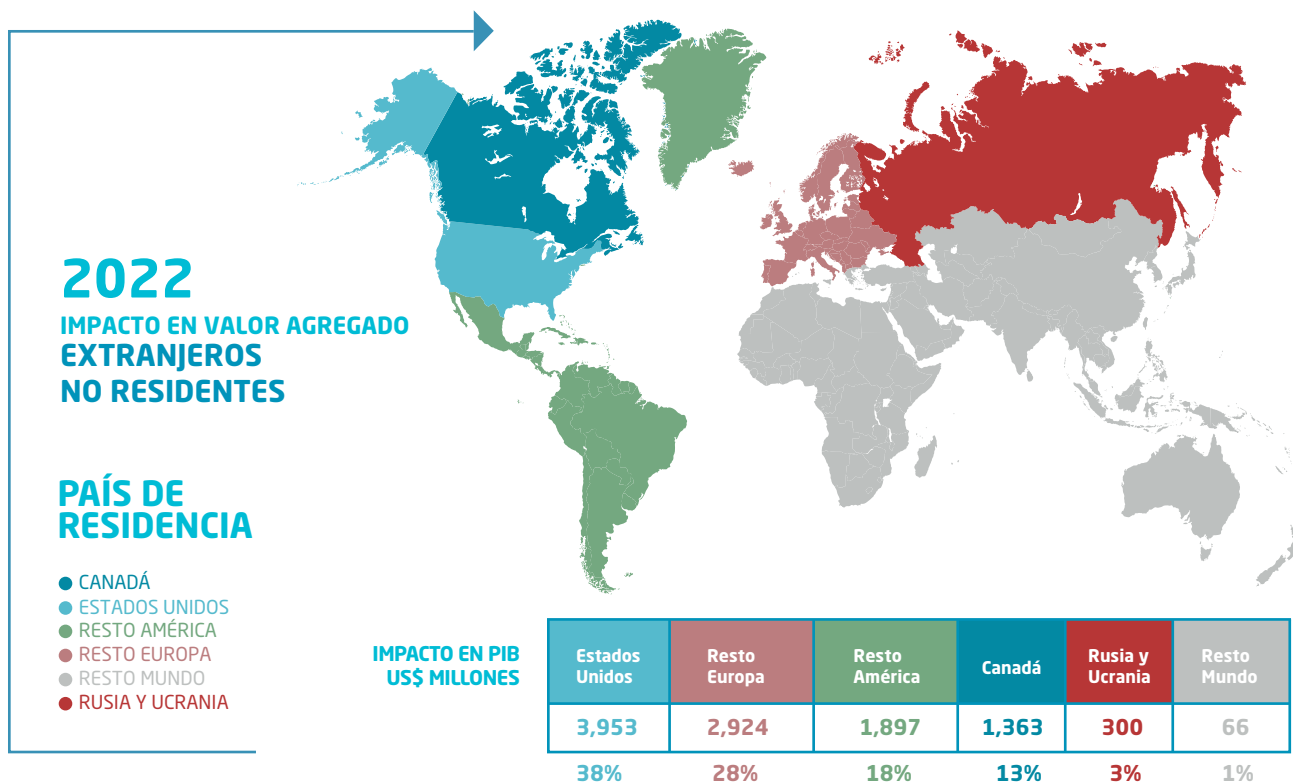 2022
IMPACTO EN VALOR AGREGADO
EXTRANJEROS
NO RESIDENTES
PAÍS DE
RESIDENCIA
CANADÁ
ESTADOS UNIDOS
RESTO AMÉRICA
RESTO EUROPA
RESTO MUNDO
RUSIA Y UCRANIA
IMPACTO EN PIB
US$ MILLONES
Estados
Unidos
Resto
Europa
Resto
América
Canadá
Rusia y
Ucrania
Resto
Mundo
3,953 2,924 1,897 1,363 300 66
38% 28% 18% 13% 3% 1%